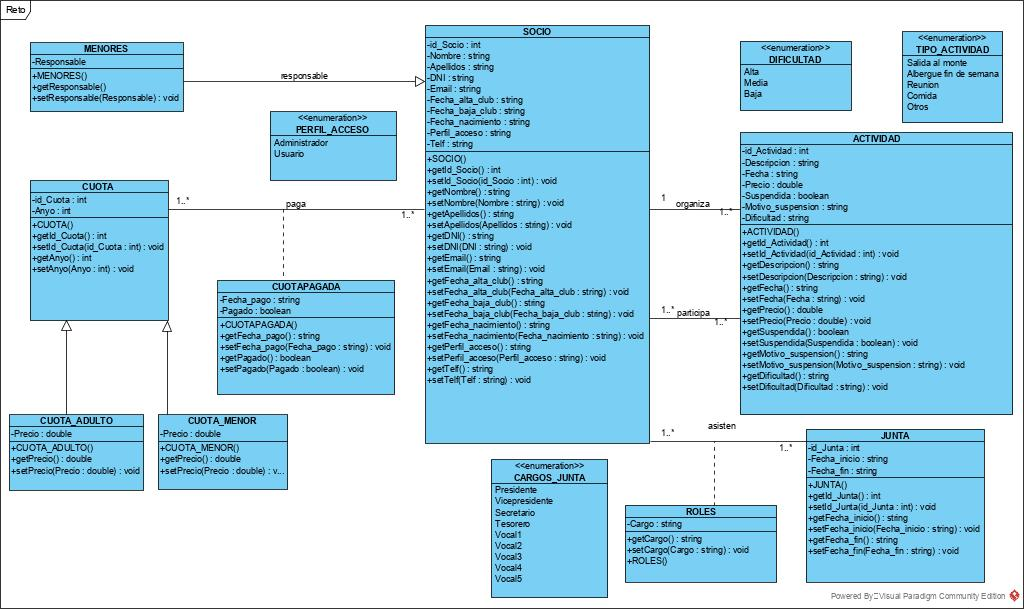 Reto
MENORES
-Responsable
+MENORES()
+getResponsable()
+setResponsable(Responsable) : void
responsable
<<enumeration>>
PERFIL_ACCESO
Administrador
Usuario
CUOTA
-id_Cuota : int
-Anyo : int
+CUOTA()
+getId_Cuota() : int
+setId_Cuota(id_Cuota : int) : void
+getAnyo() : int
+setAnyo(Anyo : int) : void
1..*
paga
1..*
CUOTAPAGADA
-Fecha_pago : string
-Pagado : boolean
+CUOTAPAGADA()
+getFecha_pago() : string
+setFecha_pago(Fecha_pago : string) : void
+getPagado() : boolean
+setPagado(Pagado : boolean) : void
CUOTA_ADULTO
-Precio : double
+CUOTA_ADULTO()
+getPrecio() : double
+setPrecio(Precio : double) : void
CUOTA_MENOR
-Precio : double
+CUOTA_MENOR()
+getPrecio() : double
+setPrecio(Precio : double) : v...
SOCIO
-id_Socio : int
-Nombre : string
-Apellidos : string
-DNI : string
-Email : string
-Fecha_alta_club : string
-Fecha_baja_club : string
-Fecha_nacimiento : string
-Perfil_acceso : string
-Telf : string
+SOCIO()
+getId_Socio() : int
+setId_Socio(id_Socio : int) : void
+getNombre() : string
+setNombre(Nombre : string) : void
+getApellidos() : string
+setApellidos(Apellidos : string) : void
+getDNI() : string
+setDNI(DNI : string) : void
+getEmail() : string
+setEmail(Email : string) : void
+getFecha_alta_club() : string
+setFecha_alta_club(Fecha_alta_club : string) : void
+getFecha_baja_club() : string
+setFecha_baja_club(Fecha_baja_club : string) : void
+getFecha_nacimiento() : string
+setFecha_nacimiento(Fecha_nacimiento : string) : void
+getPerfil_acceso() : string
+setPerfil_acceso(Perfil_acceso : string) : void
+getTelf() : string
+setTelf(Telf : string) : void
<<enumeration>>
DIFICULTAD
Alta
Media
Baja
<<enumeration>>
TIPO_ACTIVIDAD
Salida al monte
Albergue fin de semana
Reunion
Comida
Otros
1
organiza
1..*
1..*
participa
1..*
ACTIVIDAD
-id_Actividad : int
-Descripcion : string
-Fecha : string
-Precio : double
-Suspendida : boolean
-Motivo_suspension : string
-Dificultad : string
+ACTIVIDAD()
+getId_Actividad() : int
+setId_Actividad(id_Actividad : int) : void
+getDescripcion() : string
+setDescripcion(Descripcion : string) : void
+getFecha() : string
+setFecha(Fecha : string) : void
+getPrecio() : double
+setPrecio(Precio : double) : void
+getSuspendida() : boolean
+setSuspendida(Suspendida : boolean) : void
+getMotivo_suspension() : string
+setMotivo_suspension(Motivo_suspension : string) : void
+getDificultad() : string
+setDificultad(Dificultad : string) : void
asisten
1..*
1..*
<<enumeration>>
CARGOS_JUNTA
Presidente
Vicepresidente
Secretario
Tesorero
Vocal1
Vocal2
Vocal3
Vocal4
Vocal5
ROLES
-Cargo : string
+getCargo() : string
+setCargo(Cargo : string) : void
+ROLES()
JUNTA
-id_Junta : int
-Fecha_inicio : string
-Fecha_fin : string
+JUNTA()
+getId_Junta() : int
+setId_Junta(id_Junta : int) : void
+getFecha_inicio() : string
+setFecha_inicio(Fecha_inicio : string) : void
+getFecha_fin() : string
+setFecha_fin(Fecha_fin : string) : void
Powered By Visual Paradigm Community Edition